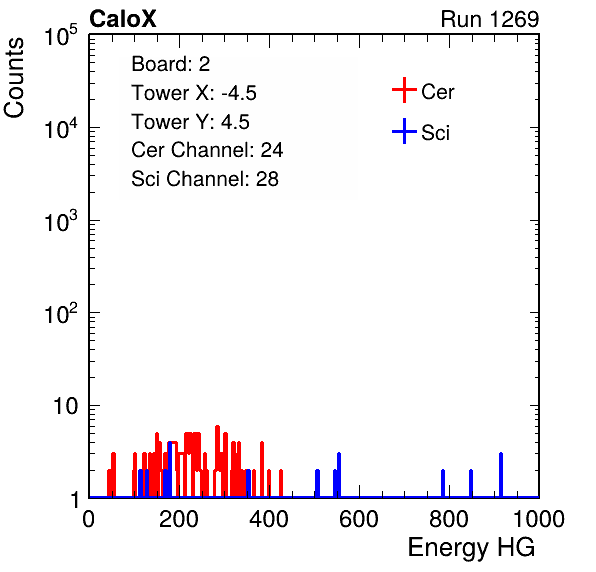 CaloX Run 1269
Counts
Board: 2
Tower X: -4.5
Tower Y: 4.5
Cer Channel: 24
Sci Channel: 28
Cer
Sci
10^5
10^4
10^3
10^2
10
1
0 200 400 600 800 1000
Energy HG